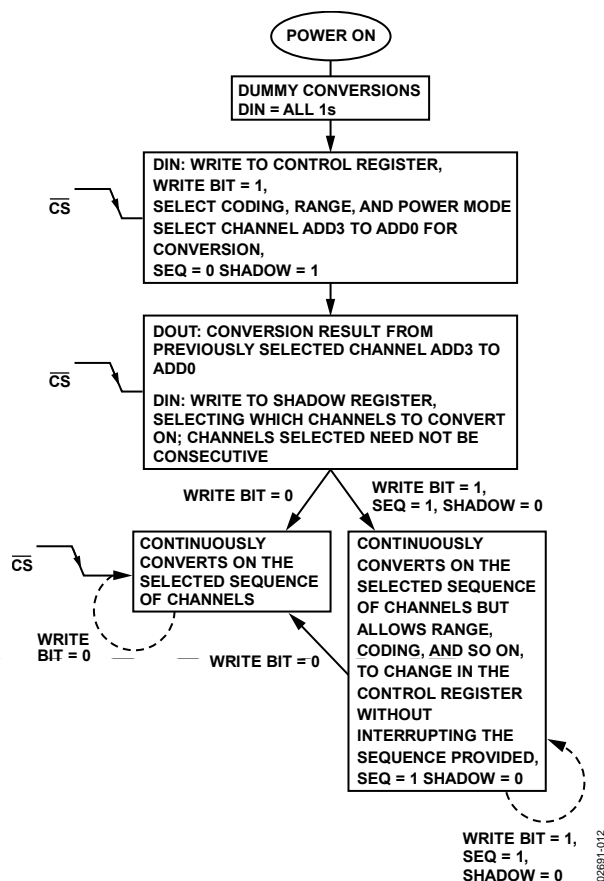 POWER ON
DUMMY CONVERSIONS
DIN = ALL 1s
CS
DIN: WRITE TO CONTROL REGISTER,
WRITE BIT = 1,
SELECT CODING, RANGE, AND POWER MODE
SELECT CHANNEL ADD3 TO ADD0 FOR
CONVERSION,
SEQ = 0 SHADOW = 1
CS
DOUT: CONVERSION RESULT FROM
PREVIOUSLY SELECTED CHANNEL ADD3 TO
ADD0
DIN: WRITE TO SHADOW REGISTER,
SELECTING WHICH CHANNELS TO CONVERT
ON; CHANNELS SELECTED NEED NOT BE
CONSECUTIVE
WRITE BIT = 0
WRITE BIT = 1,
SEQ = 1, SHADOW = 0
CS
CONTINUOUSLY
CONVERTS ON THE
SELECTED SEQUENCE
OF CHANNELS
WRITE
BIT = 0
WRITE BIT = 0
CONTINUOUSLY
CONVERTS ON THE
SELECTED SEQUENCE
OF CHANNELS BUT
ALLOWS RANGE,
CODING, AND SO ON,
TO CHANGE IN THE
CONTROL REGISTER
WITHOUT
INTERRUPTING THE
SEQUENCE PROVIDED,
SEQ = 1 SHADOW = 0
WRITE BIT = 1,
SEQ = 1,
SHADOW = 0
02691-012